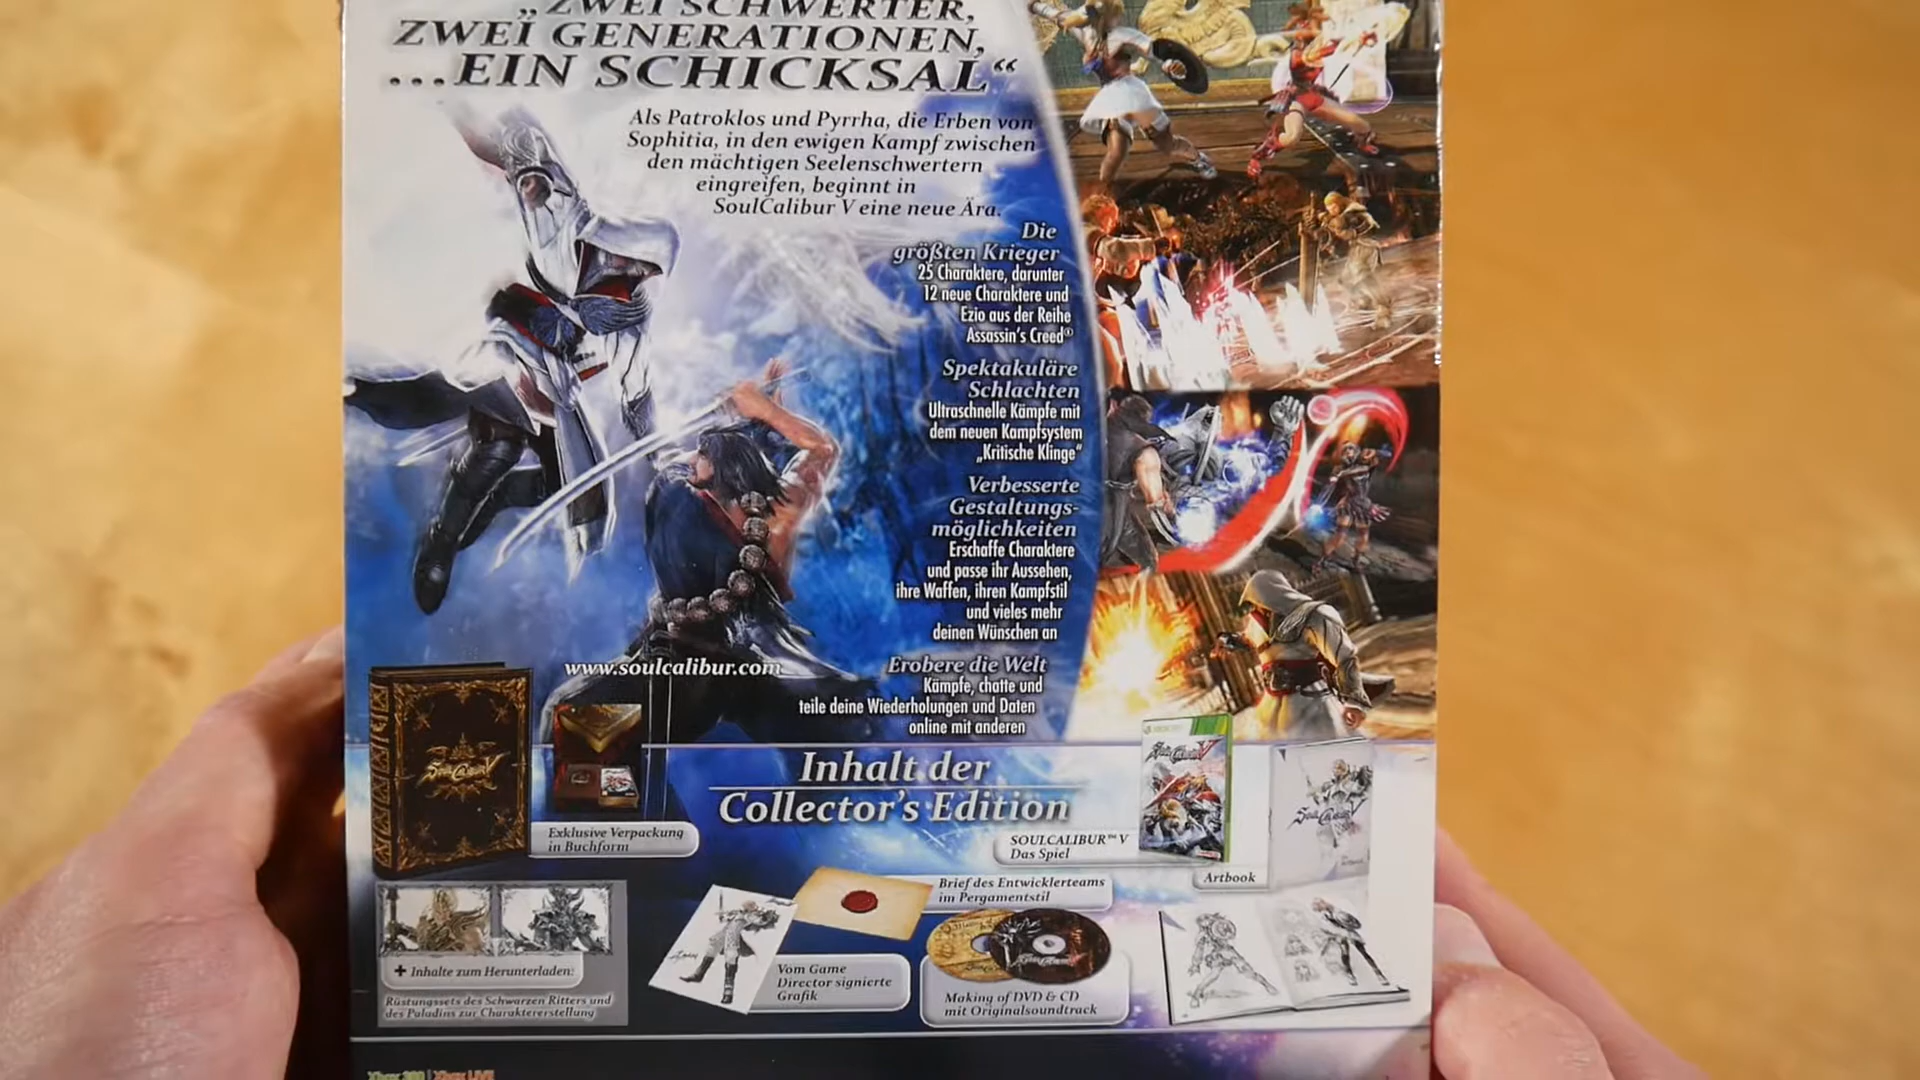 „ZWEI SCHWERTER,
ZWEI GENERATIONEN,
...EIN SCHICKSAL“
Als Patroklos und Pyrrha, die Erben von
Sophitia, in den ewigen Kampf zwischen
den mächtigen Seelenschwertern
eingreifen, beginnt in
SoulCalibur V eine neue Ära.
Die
größten Krieger
25 Charaktere, darunter
12 neue Charaktere und
Ezio aus der Reihe
Assassin's Creed®
Spektakuläre
Schlachten
Ultraschnelle Kämpfe mit
dem neuen Kampfsystem
„Kritische Klinge“
Verbesserte
Gestaltungs-
möglichkeiten
Erschaffe Charaktere
und passe ihr Aussehen,
ihre Waffen, ihren Kampfstil
und vieles mehr
deinen Wünschen an
www.soulcalibur.com
Erobere die Welt
Kämpfe, chatte und
teile deine Wiederholungen und Daten
online mit anderen
Inhalt der
Collector's Edition
SoulCalibur V
Exklusive Verpackung
in Buchform
SoulCalibur V
SOULCALIBUR™ V
Das Spiel
SoulCalibur V
Artbook
Brief des Entwicklerteams
im Pergamentstil
+ Inhalte zum Herunterladen:
Rüstungssets des Schwarzen Ritters und
des Paladins zur Charaktererstellung
Vom Game
Director signierte
Grafik
Making of DVD & CD
mit Originalsoundtrack
Xbox 360 | Xbox LIVE